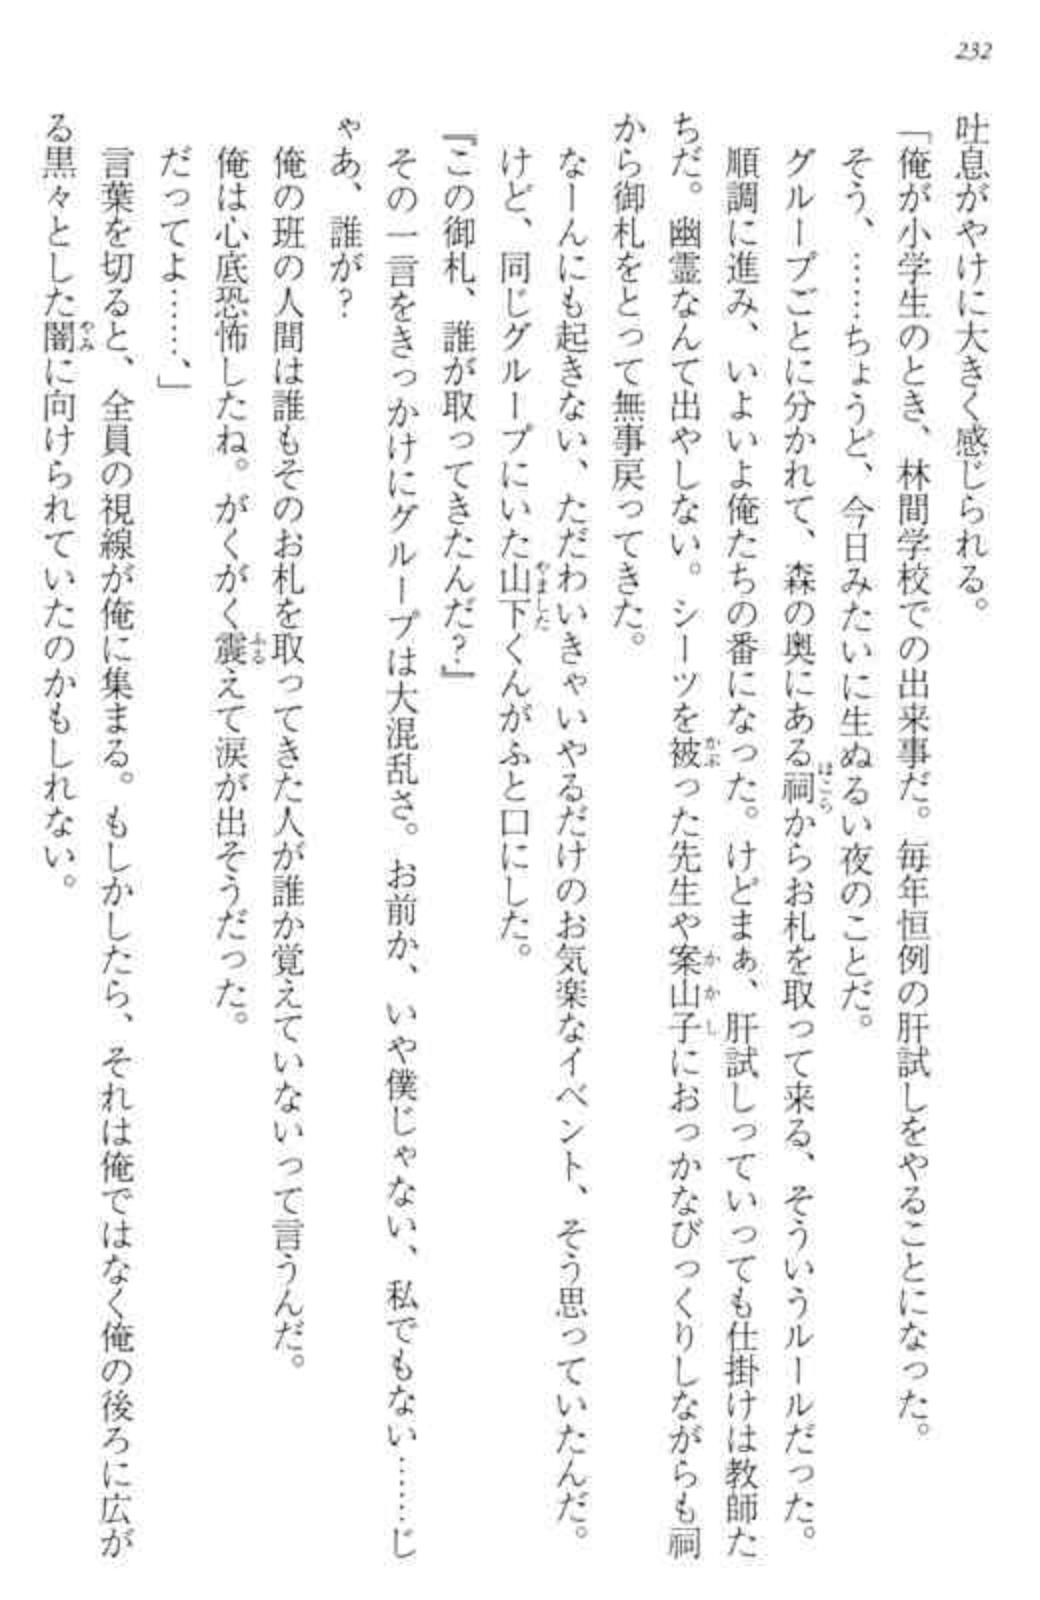 232
吐息がやけに大きく感じられる。
「俺が小学生のとき、林間学校での出来事だ。毎年恒例の肝試しをやることになった。
そう、……ちょうど、今日みたいに生ぬるい夜のことだ。
グループごとに分かれて、森の奥にある祠からお札を取って来る、そういうルールだった。
順調に進み、いよいよ俺たちの番になった。けどまぁ、肝試しっていっても仕掛けは教師た
ちだ。幽霊なんて出やしない。シーツを被った先生や案山子におっかなびっくりしながらも祠
から御札をとって無事戻ってきた。
なーんにも起きない、ただわいきゃいやるだけのお気楽なイベント、そう思っていたんだ。
けど、同じグループにいた山下くんがふと口にした。
『この御札、誰が取ってきたんだ?』
その一言をきっかけにグループは大混乱さ。お前か、いや僕じゃない、私でもない……じ
ゃあ、誰が?
俺の班の人間は誰もそのお札を取ってきた人が誰か覚えていないって言うんだ。
俺は心底恐怖したね。がくがく震えて涙が出そうだった。
だってよ……、」
言葉を切ると、全員の視線が俺に集まる。もしかしたら、それは俺ではなく俺の後ろに広が
る黒々とした闇に向けられていたのかもしれない。